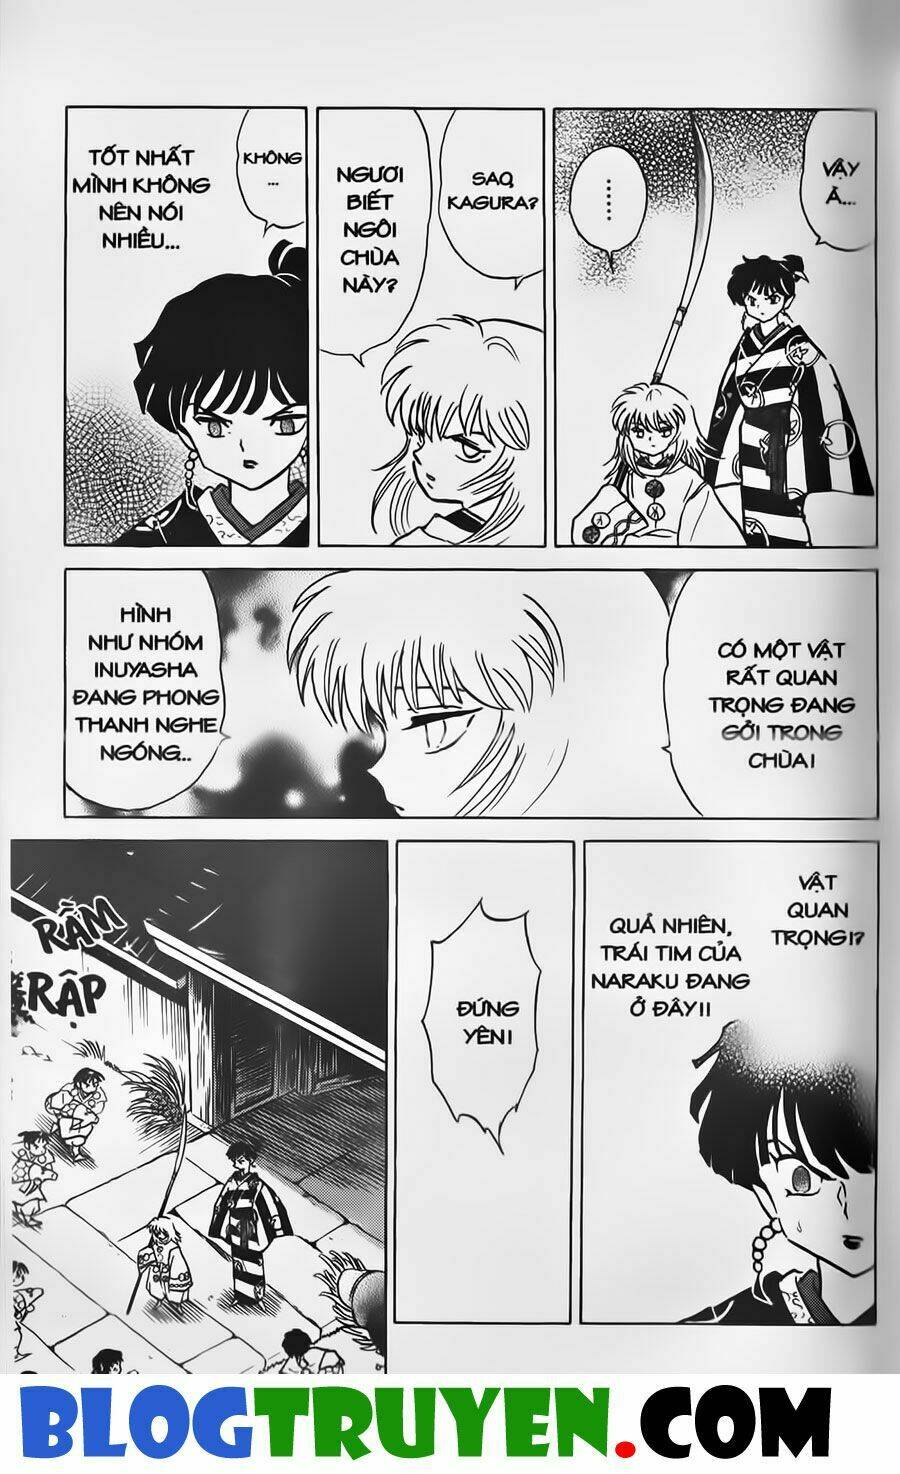 VẬY
À...
.......
SAO,
KAGURA?
NGƯƠI
BIẾT
NGÔI
CHÙA
NÀY?
KHÔNG
...
TỐT NHẤT
MÌNH KHÔNG
NÊN NÓI
NHIỀU...
CÓ MỘT VẬT
RẤT QUAN
TRỌNG ĐANG
GỞI TRONG
CHÙA!
HÌNH
NHƯ NHÓM
INUYASHA
ĐANG PHONG
THANH NGHE
NGÓNG...
VẬT
QUAN
TRỌNG!?
QUẢ NHIÊN,
TRÁI TIM CỦA
NARAKU ĐANG
Ở ĐÂY!!
ĐỨNG
YÊN!
RẦM
RẬP
BLOGTRUYEN.COM